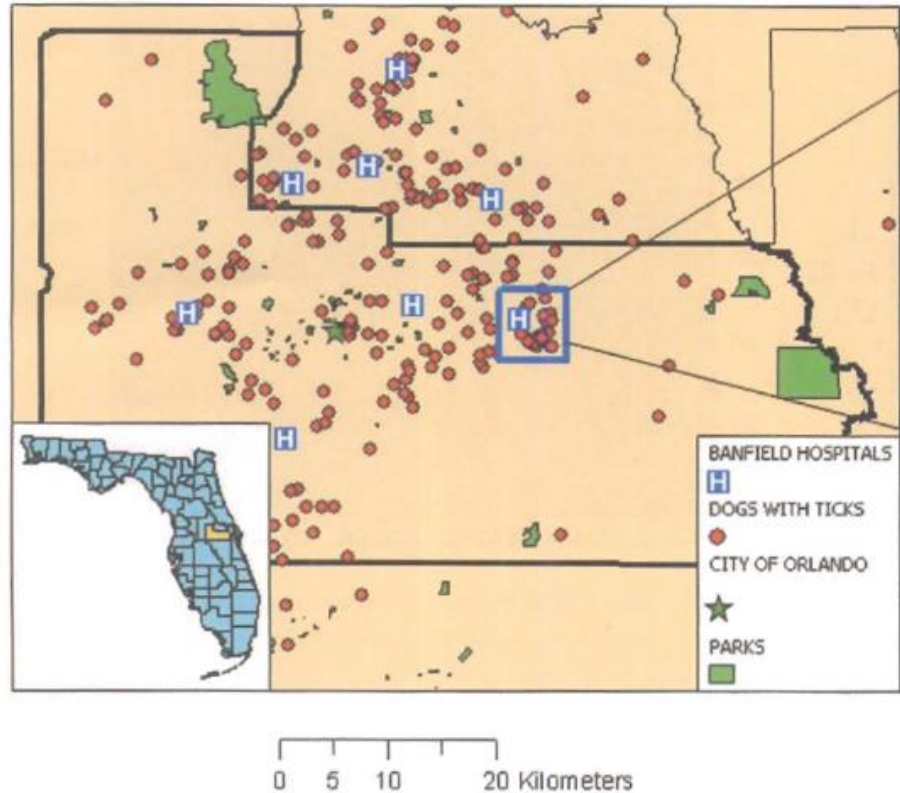 H
H
H
H
H
H
H
H
BANFIELD HOSPITALS
H
DOGS WITH TICKS
CITY OF ORLANDO
PARKS
0 5 10 20 Kilometers